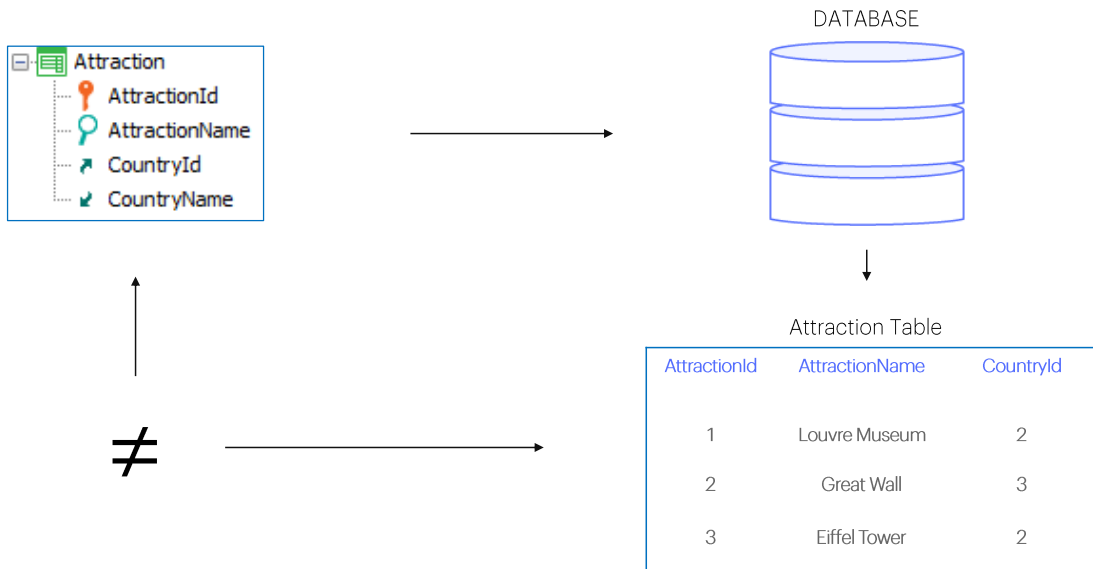 DATABASE
Attraction
AttractionId
AttractionName
CountryId
CountryName
Attraction Table
AttractionId AttractionName CountryId
1 Louvre Museum 2
2 Great Wall 3
3 Eiffel Tower 2
≠